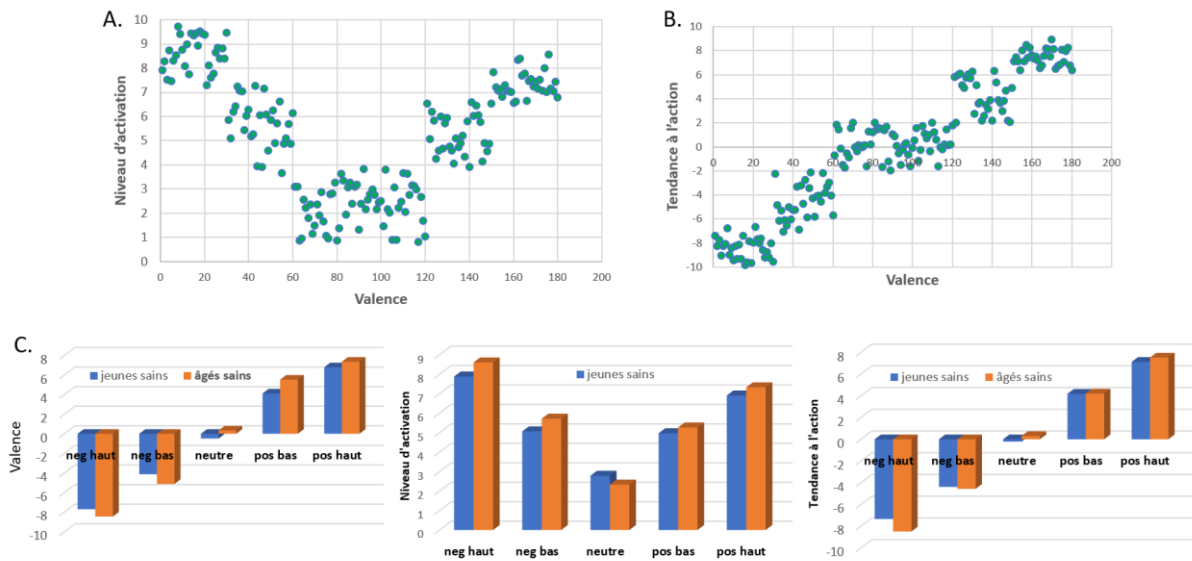 A.
Niveau d'activation
10
9
8
7
6
5
4
3
2
1
0
0 20 40 60 80 100 120 140 160 180 200
Valence
B.
Tendance à l'action
10
8
6
4
2
0
-2
-4
-6
-8
-10
0 20 40 60 80 100 120 140 160 180 200
Valence
C.
Valence
8
6
4
2
0
-2
-4
-6
-8
-10
jeunes sains âgés sains
neg haut neg bas neutre pos bas pos haut
Niveau d'activation
9
8
7
6
5
4
3
2
1
0
jeunes sains
neg haut neg bas neutre pos bas pos haut
Tendance à l'action
8
6
4
2
0
-2
-4
-6
-8
-10
jeunes sains âgés sains
neg haut neg bas neutre pos bas pos haut